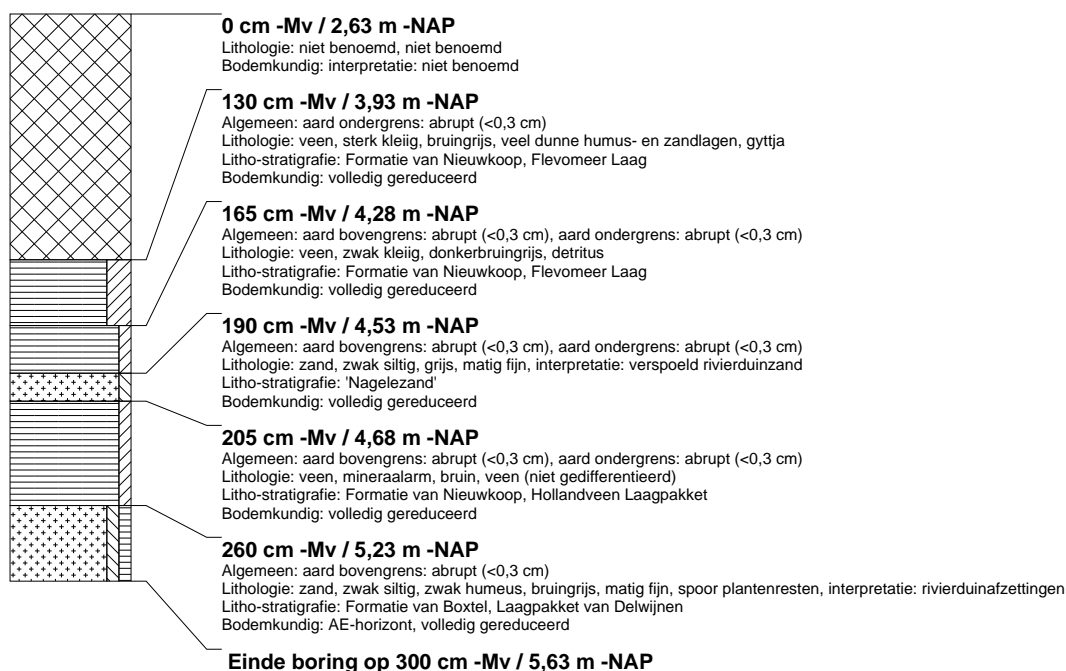 0 cm -Mv / 2,63 m -NAP
Lithologie: niet benoemd, niet benoemd
Bodemkundig: interpretatie: niet benoemd
130 cm -Mv / 3,93 m -NAP
Algemeen: aard ondergrens: abrupt (<0,3 cm)
Lithologie: veen, sterk kleiig, bruingrijs, veel dunne humus- en zandlagen, gyttja
Litho-stratigrafie: Formatie van Nieuwkoop, Flevomeer Laag
Bodemkundig: volledig gereduceerd
165 cm -Mv / 4,28 m -NAP
Algemeen: aard bovengrens: abrupt (<0,3 cm), aard ondergrens: abrupt (<0,3 cm)
Lithologie: veen, zwak kleiig, donkerbruingrijs, detritus
Litho-stratigrafie: Formatie van Nieuwkoop, Flevomeer Laag
Bodemkundig: volledig gereduceerd
190 cm -Mv / 4,53 m -NAP
Algemeen: aard bovengrens: abrupt (<0,3 cm), aard ondergrens: abrupt (<0,3 cm)
Lithologie: zand, zwak siltig, grijs, matig fijn, interpretatie: verspoeld rivierduinzand
Litho-stratigrafie: 'Nagelezand'
Bodemkundig: volledig gereduceerd
205 cm -Mv / 4,68 m -NAP
Algemeen: aard bovengrens: abrupt (<0,3 cm), aard ondergrens: abrupt (<0,3 cm)
Lithologie: veen, mineraalarm, bruin, veen (niet gedifferentieerd)
Litho-stratigrafie: Formatie van Nieuwkoop, Hollandveen Laagpakket
Bodemkundig: volledig gereduceerd
260 cm -Mv / 5,23 m -NAP
Algemeen: aard bovengrens: abrupt (<0,3 cm)
Lithologie: zand, zwak siltig, zwak humeus, bruingrijs, matig fijn, spoor plantenresten, interpretatie: rivierduinafzettingen
Litho-stratigrafie: Formatie van Boxtel, Laagpakket van Delwijnen
Bodemkundig: AE-horizont, volledig gereduceerd
Einde boring op 300 cm -Mv / 5,63 m -NAP